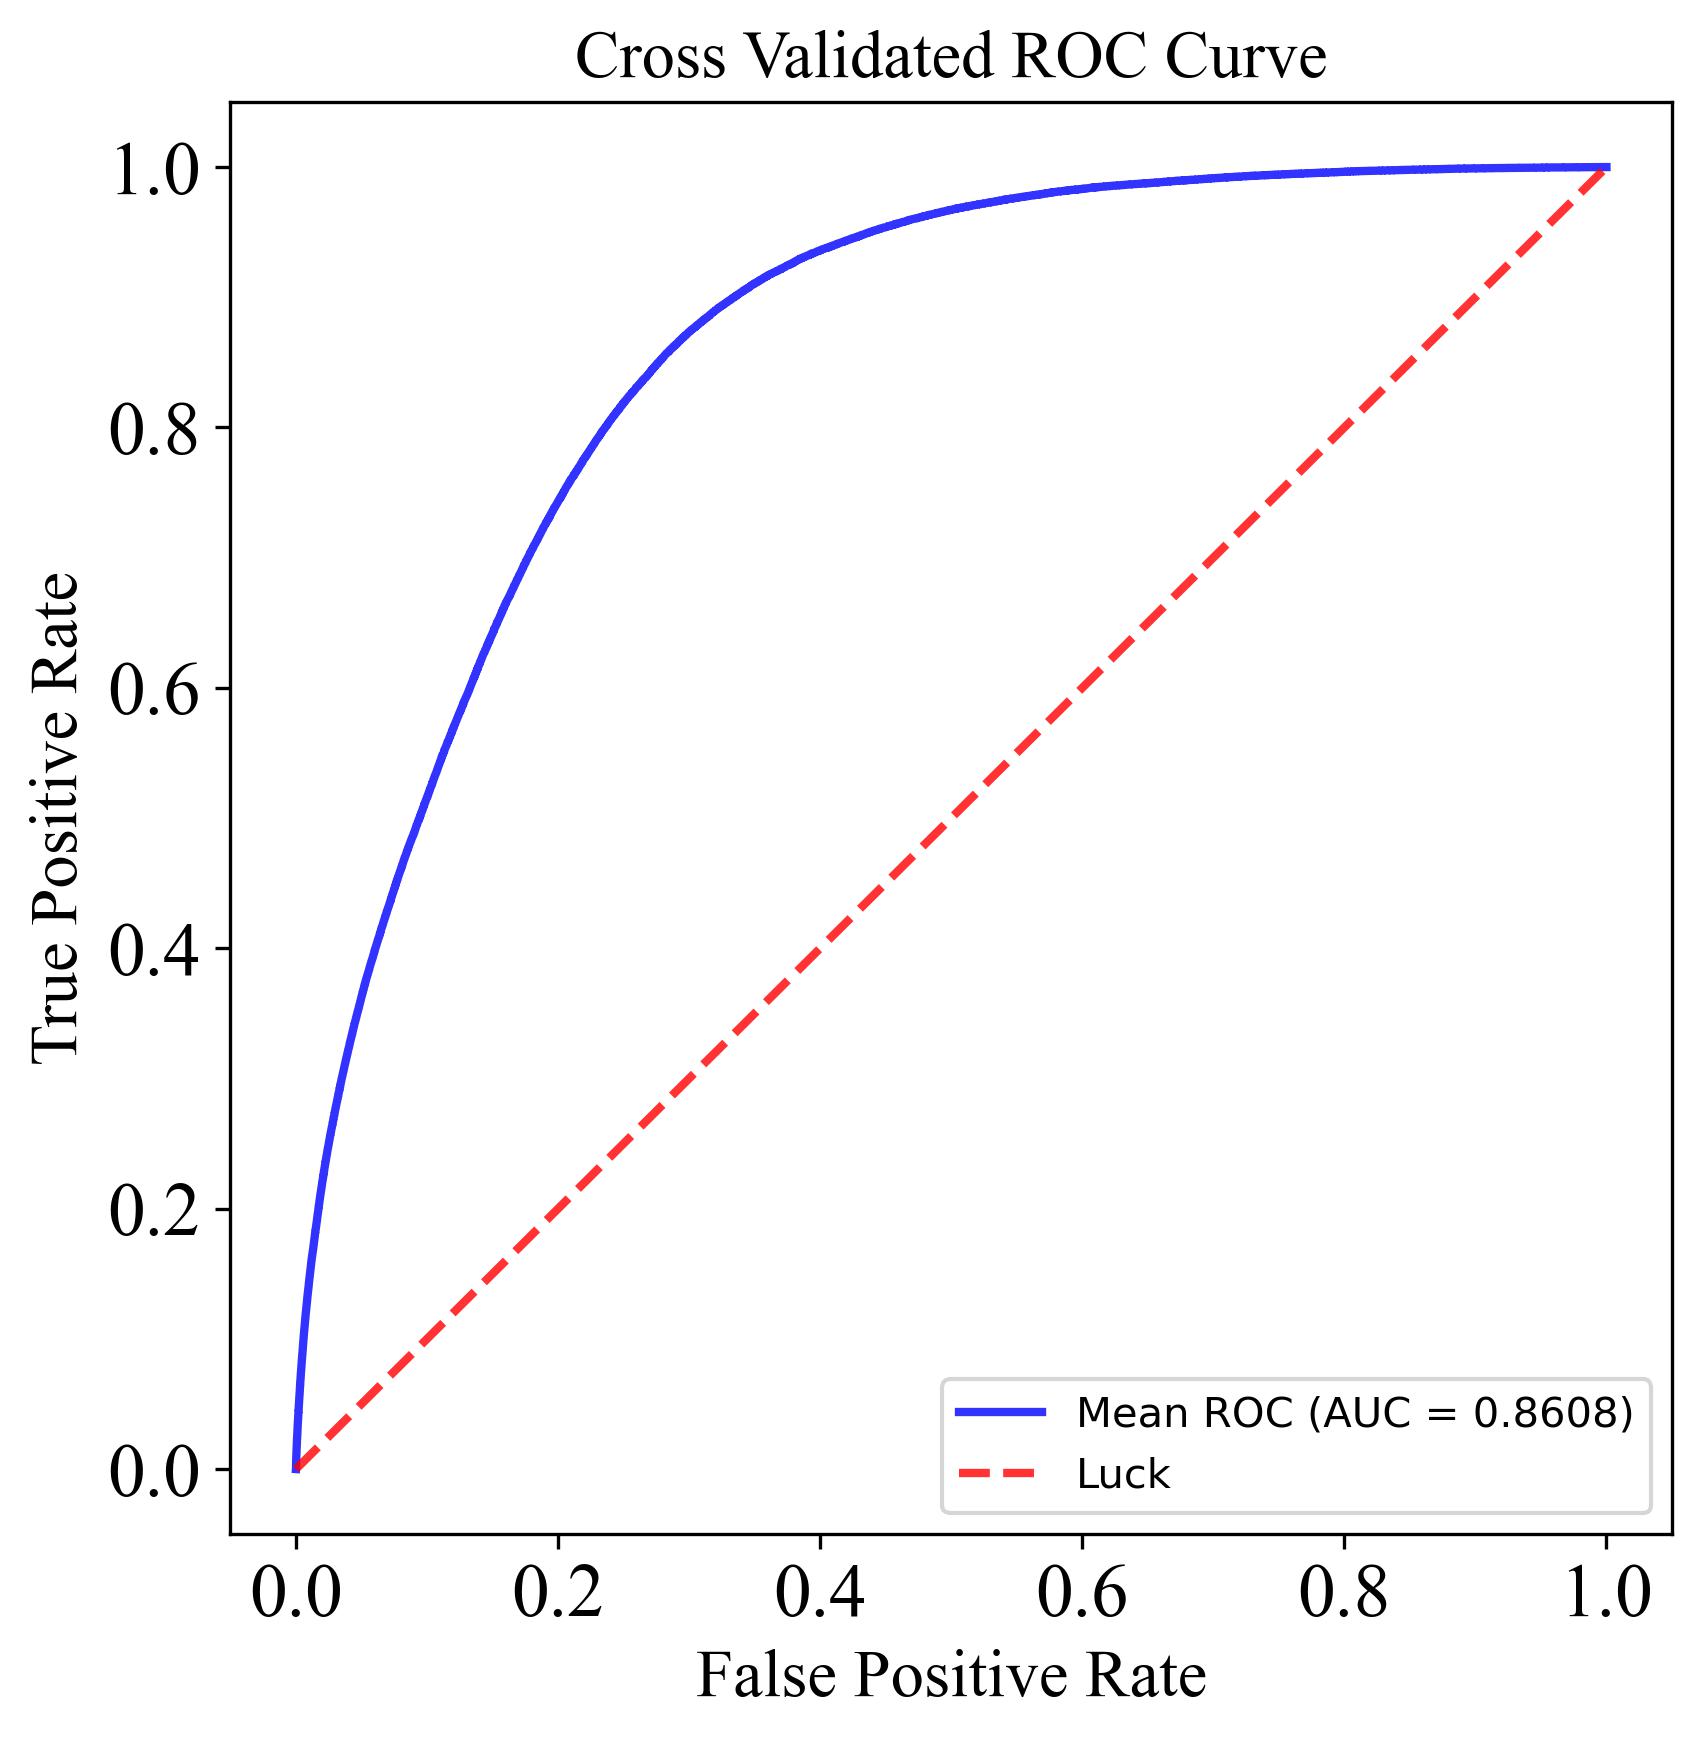 Cross Validated ROC Curve
1.0
0.8
0.6
0.4
0.2
0.0
True Positive Rate
Mean ROC (AUC = 0.8608)
Luck
0.0 0.2 0.4 0.6 0.8 1.0
False Positive Rate